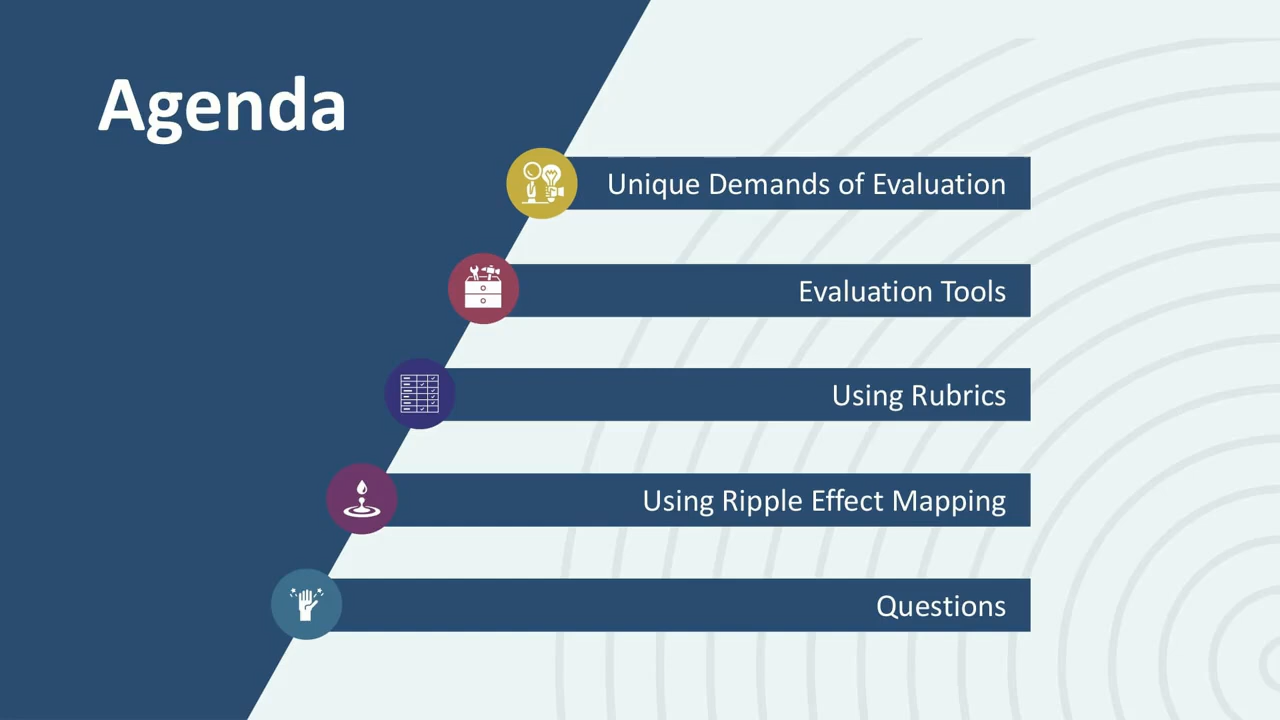 Agenda
Unique Demands of Evaluation
Evaluation Tools
Using Rubrics
Using Ripple Effect Mapping
Questions